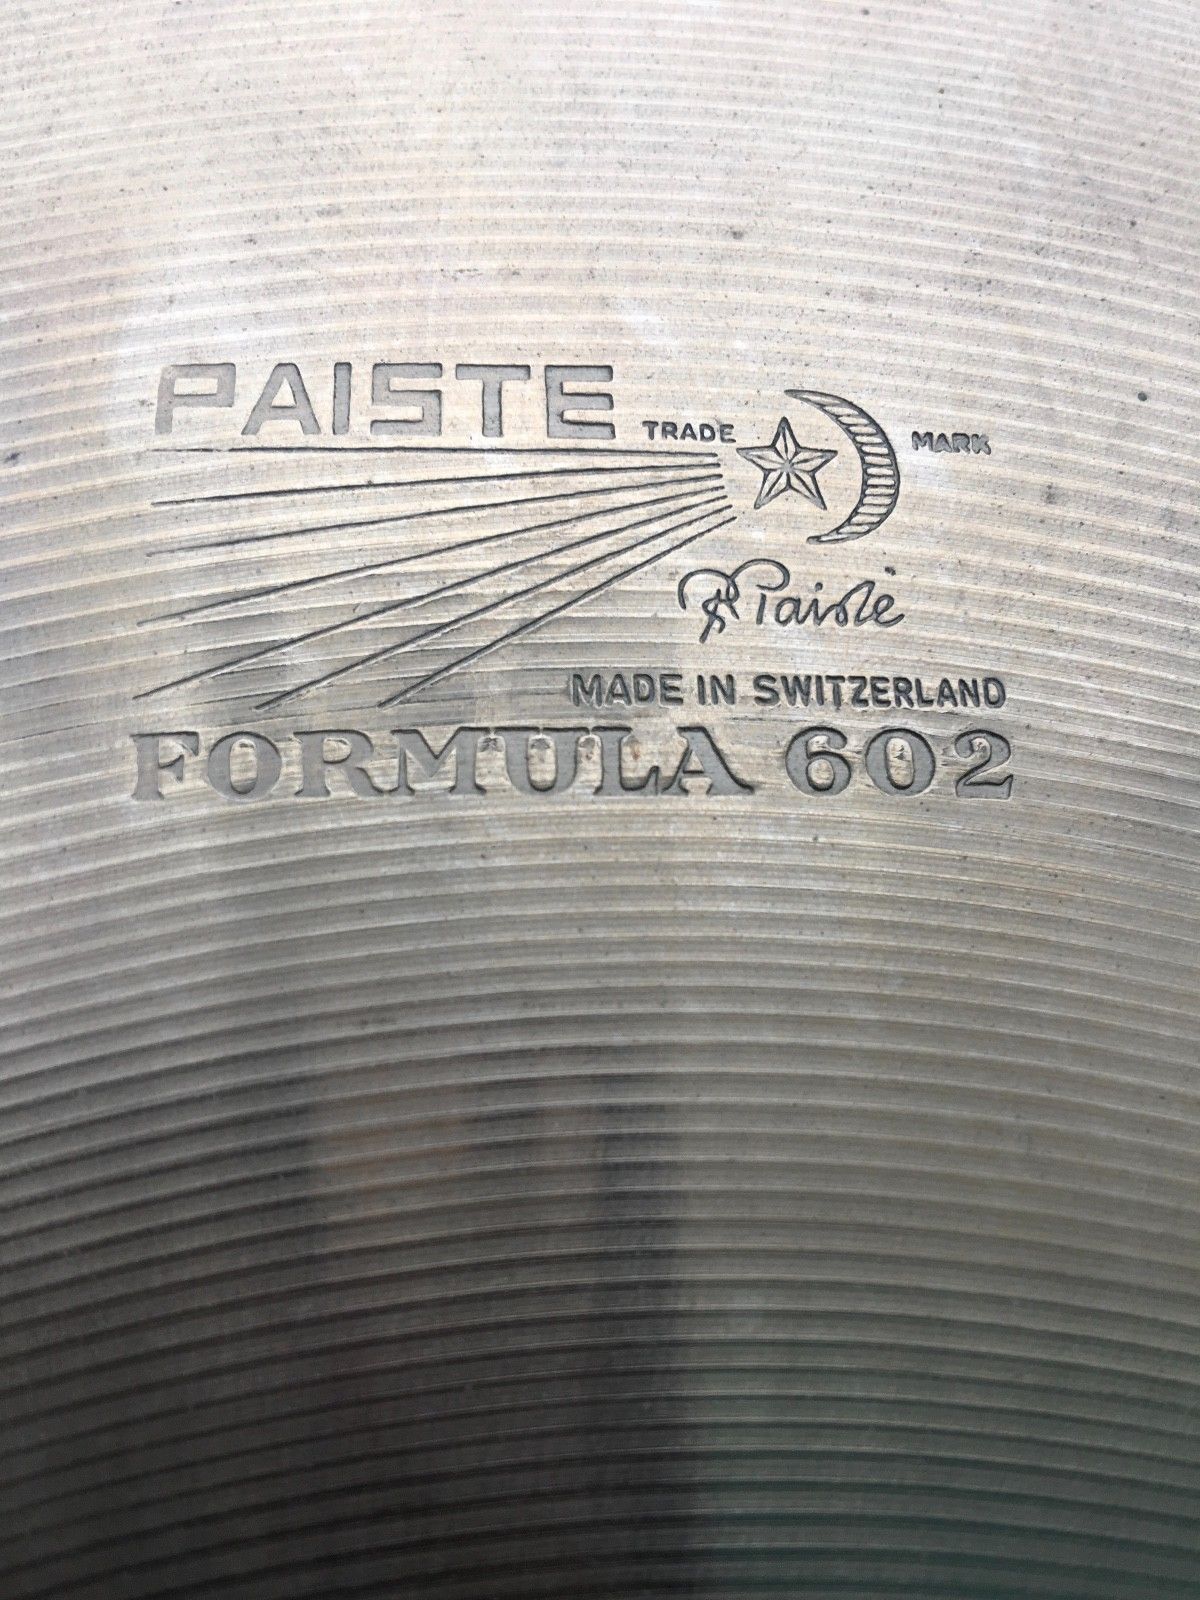 PAISTE
TRADE MARK
Paiste
MADE IN SWITZERLAND
FORMULA 602